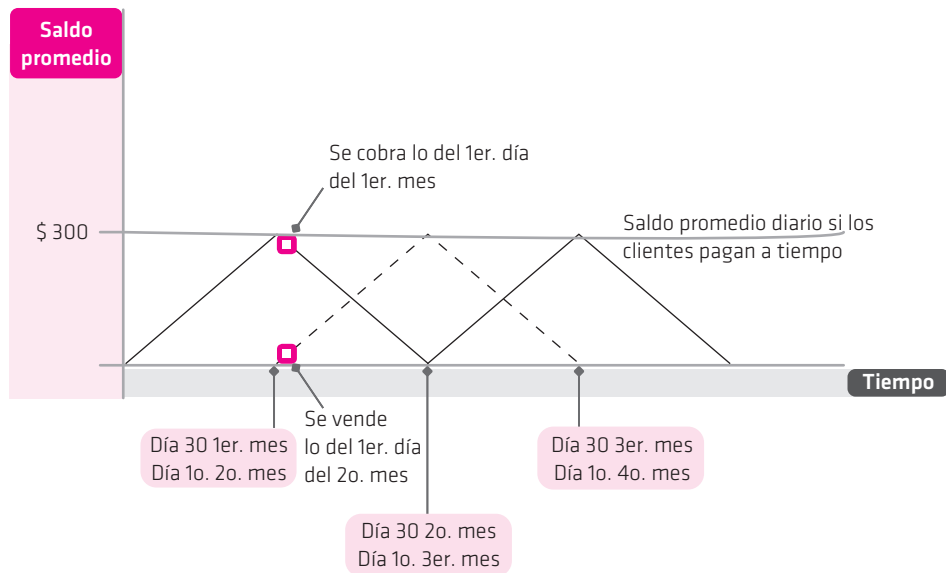 Saldo
promedio
Se cobra lo del 1er. día
del 1er. mes
$ 300
Saldo promedio diario si los
clientes pagan a tiempo
Tiempo
Se vende
lo del 1er. día
del 2o. mes
Día 30 1er. mes
Día 1o. 2o. mes
Día 30 3er. mes
Día 1o. 4o. mes
Día 30 2o. mes
Día 1o. 3er. mes